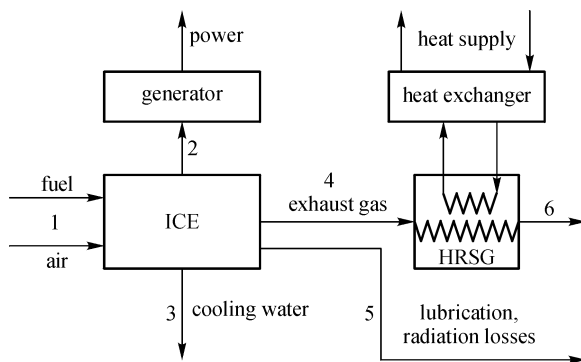 power
heat supply
generator
heat exchanger
2
4
fuel
exhaust gas
1
ICE
6
air
HRSG
3
cooling water
5
lubrication,
radiation losses